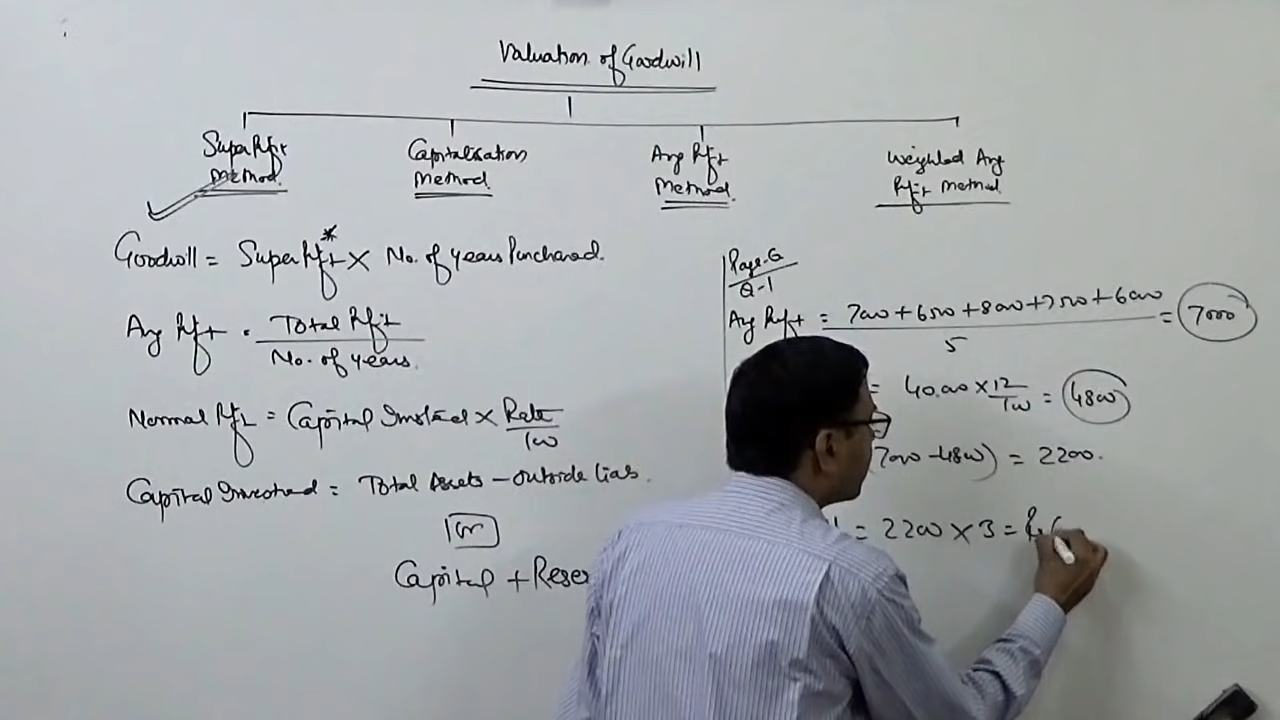 Valuation of Goodwill
Super Pft Method
Capitalisation Method
Avg Pft Method
Weighted Avg Pft Method
Goodwill = Super Pft* × No. of years Purchased.
Avg Pft = Total Pft / No. of years.
Normal Pft = Capital Invested × Rate / 100
Capital Invested = Total Assets - outside Lias.
or
Capital + Reser
Page-6
Q-1
Avg Pft = 7000 + 6500 + 8000 + 7500 + 6000 / 5 = 7000
= 40,000 × 12 / 100 = 4800
(7000 - 4800) = 2200.
= 2200 × 3 =